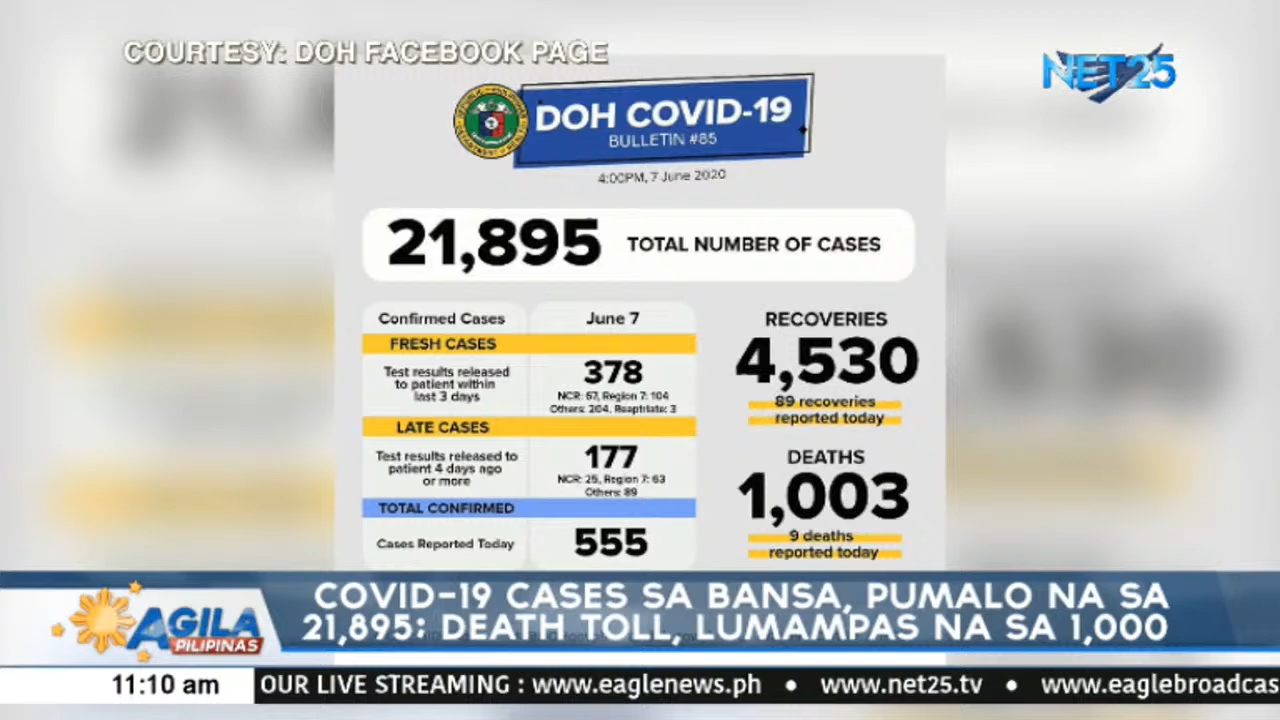 COURTESY: DOH FACEBOOK PAGE
NET25
DOH COVID-19
BULLETIN #85
4:00PM, 7 June 2020
21,895 TOTAL NUMBER OF CASES
Confirmed Cases June 7
FRESH CASES
Test results released
to patient within
last 3 days
378
NCR: 67, Region 7: 104
Others: 204, Reaptriate: 3
LATE CASES
Test results released to
patient 4 days ago
or more
177
NCR: 25, Region 7: 63
Others: 89
TOTAL CONFIRMED
Cases Reported Today 555
RECOVERIES
4,530
89 recoveries
reported today
DEATHS
1,003
9 deaths
reported today
AGILA
PILIPINAS
COVID-19 CASES SA BANSA, PUMALO NA SA
21,895; DEATH TOLL, LUMAMPAS NA SA 1,000
11:10 am OUR LIVE STREAMING : www.eaglenews.ph • www.net25.tv • www.eaglebroadcas